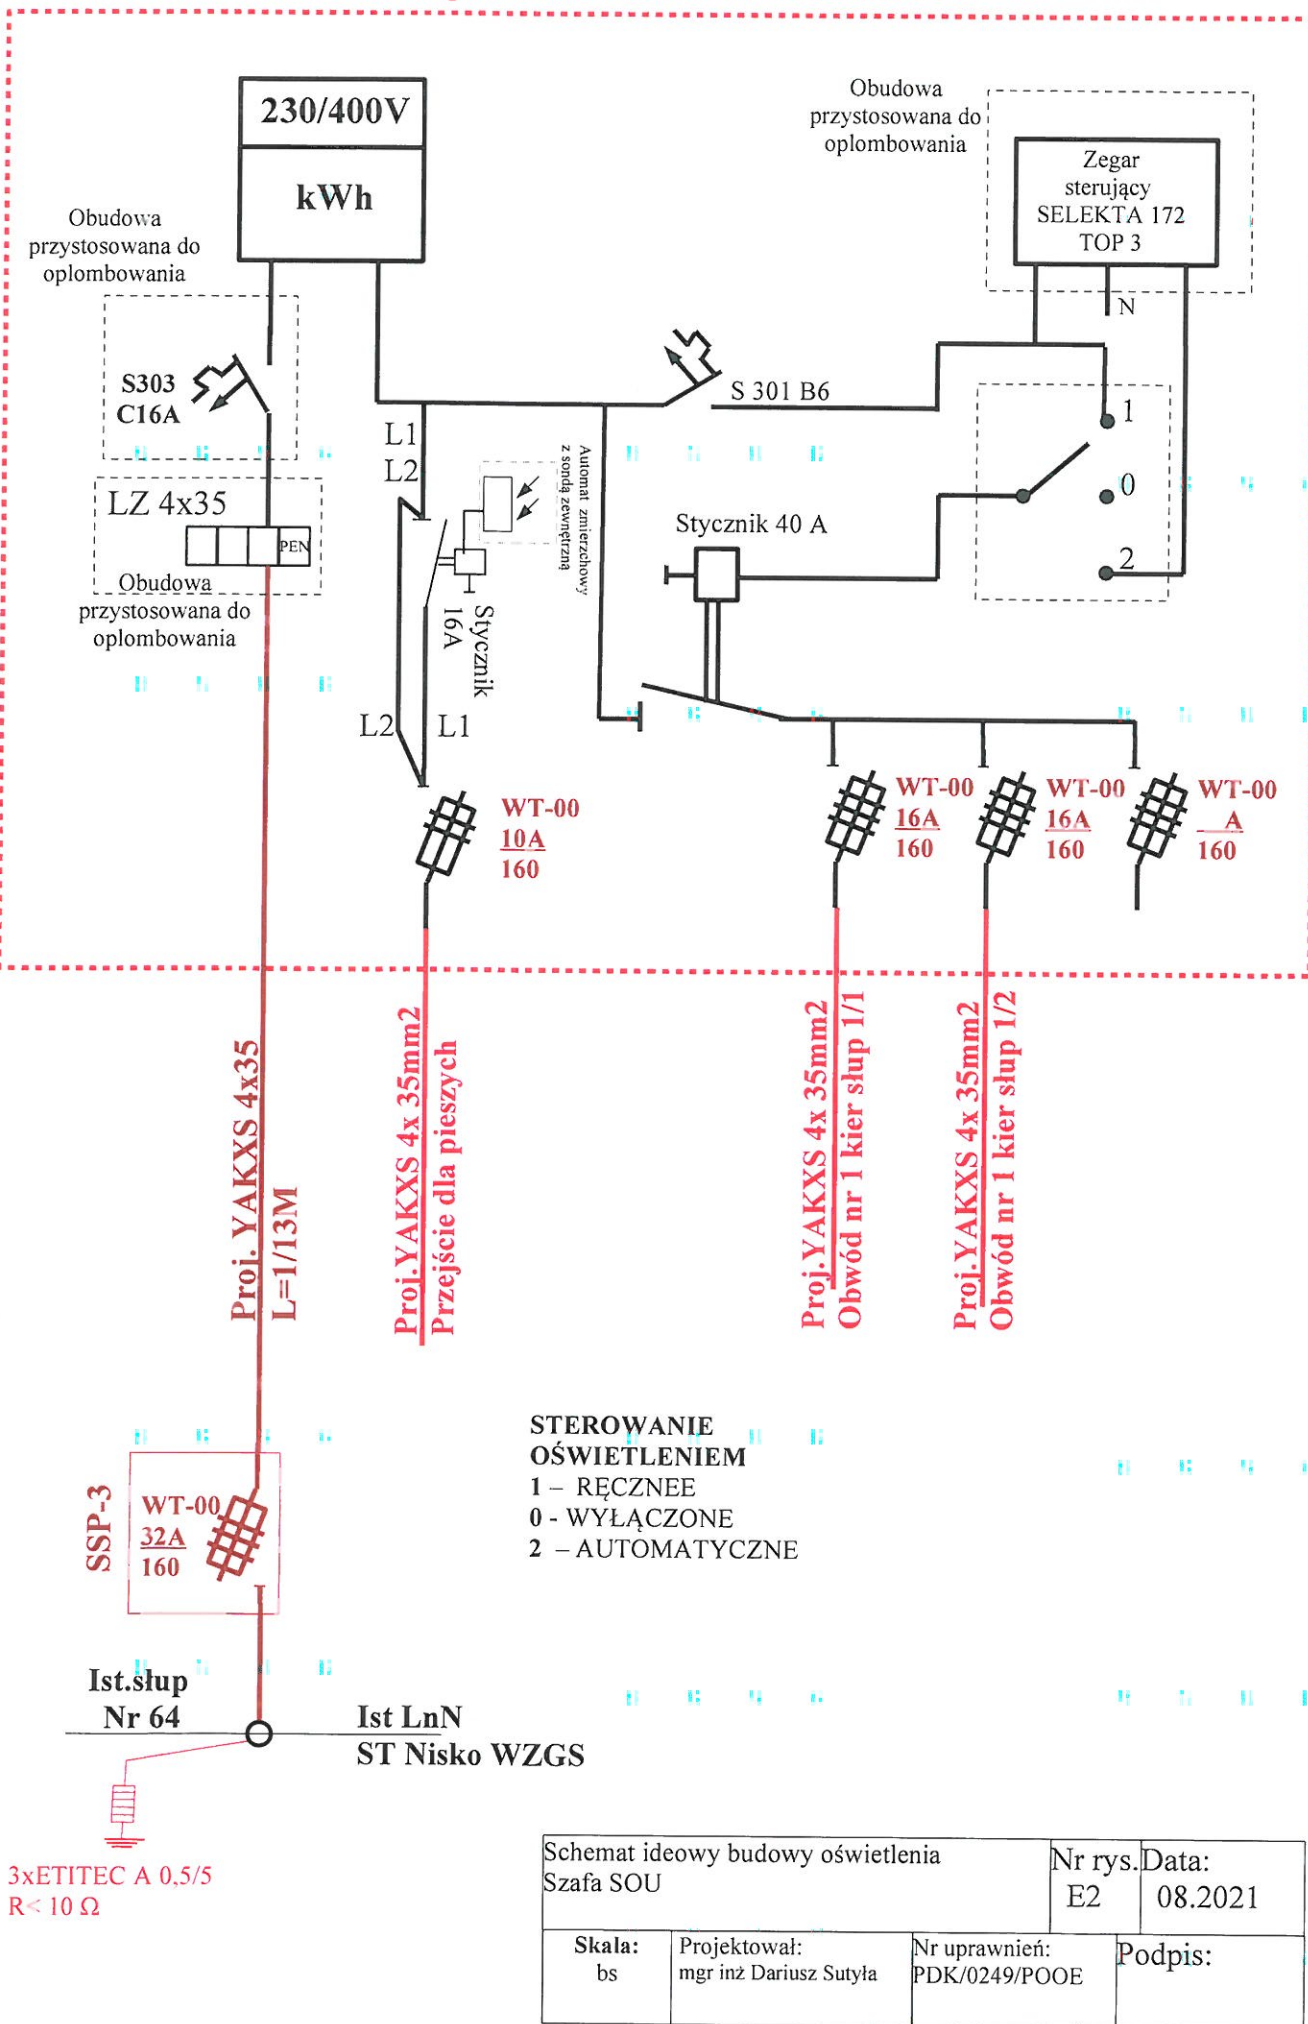 230/400V
kWh
Obudowa
przystosowana do
oplombowania
Zegar
sterujący
SELEKTA 172
TOP 3
N
Obudowa
przystosowana do
oplombowania
S303
C16A
S 301 B6
1
0
2
L1
L2
Automat zmierzchowy
z sondą zewnętrzną
LZ 4x35
PEN
Obudowa
przystosowana do
oplombowania
Stycznik 40 A
Stycznik
16A
L2
L1
WT-00
10A
160
WT-00
16A
160
WT-00
16A
160
WT-00
A
160
Proj. YAKXS 4x35
L=1/13M
Proj.YAKXS 4x 35mm2
Przejście dla pieszych
Proj.YAKXS 4x 35mm2
Obwód nr 1 kier słup 1/1
Proj.YAKXS 4x 35mm2
Obwód nr 1 kier słup 1/2
STEROWANIE
OŚWIETLENIEM
1 – RĘCZNEE
0 - WYŁĄCZONE
2 – AUTOMATYCZNE
SSP-3
WT-00
32A
160
Ist.słup
Nr 64
Ist LnN
ST Nisko WZGS
3xETITEC A 0,5/5
R< 10 Ω
Schemat ideowy budowy oświetlenia
Szafa SOU
Nr rys.
E2
Data:
08.2021
Skala:
bs
Projektował:
mgr inż Dariusz Sutyła
Nr uprawnień:
PDK/0249/POOE
Podpis: